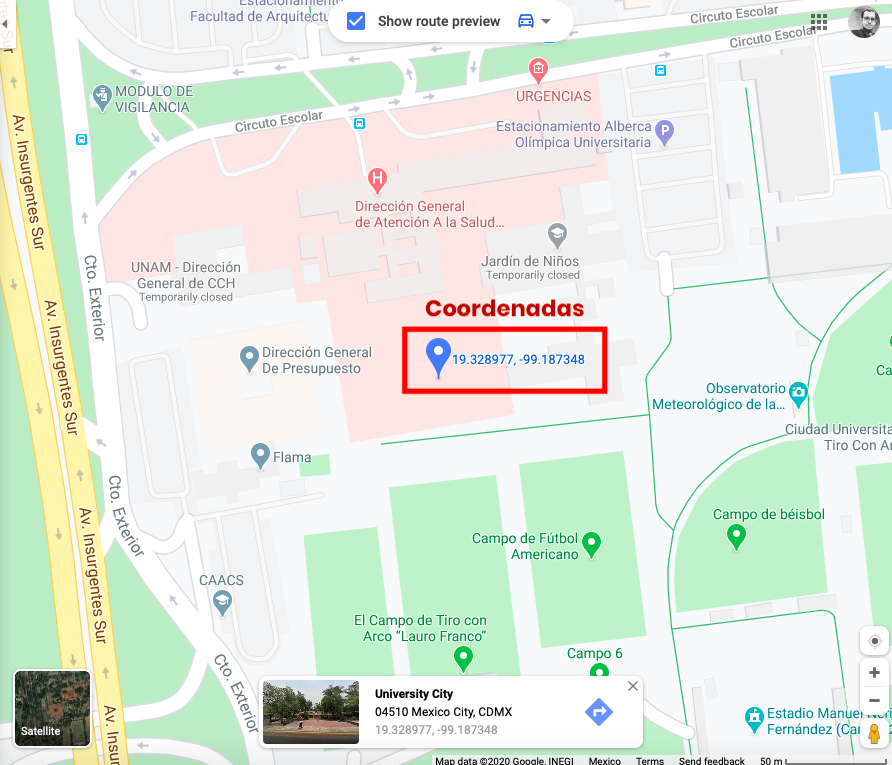 Estacionamiento
Facultad de Arquitectu
Show route preview
Circuto Escolar
Circuto Escolar
MODULO DE
VIGILANCIA
URGENCIAS
Circuto Escolar
Estacionamiento Alberca
Olímpica Universitaria
Av. Insurgentes Sur
Dirección General
de Atención A la Salud...
Jardín de Niños
Temporarily closed
UNAM - Dirección
General de CCH
Temporarily closed
Cto. Exterior
Coordenadas
19.328977, -99.187348
Av. Insurgentes Sur
Dirección General
De Presupuesto
Observatorio
Meteorológico de la...
Ca
Ciudad Universita
Tiro Con Ar
Flama
Cto. Exterior
Av. Insurgentes Sur
Campo de béisbol
Campo de Fútbol
Americano
CAACS
El Campo de Tiro con
Arco “Lauro Franco”
Campo 6
Cto. Exterior
Av. Insurgentes
Satellite
University City
04510 Mexico City, CDMX
19.328977, -99.187348
Estadio Manuel Neri
Fernández (Ca
Map data ©2020 Google, INEGI Mexico Terms Send feedback 50 m